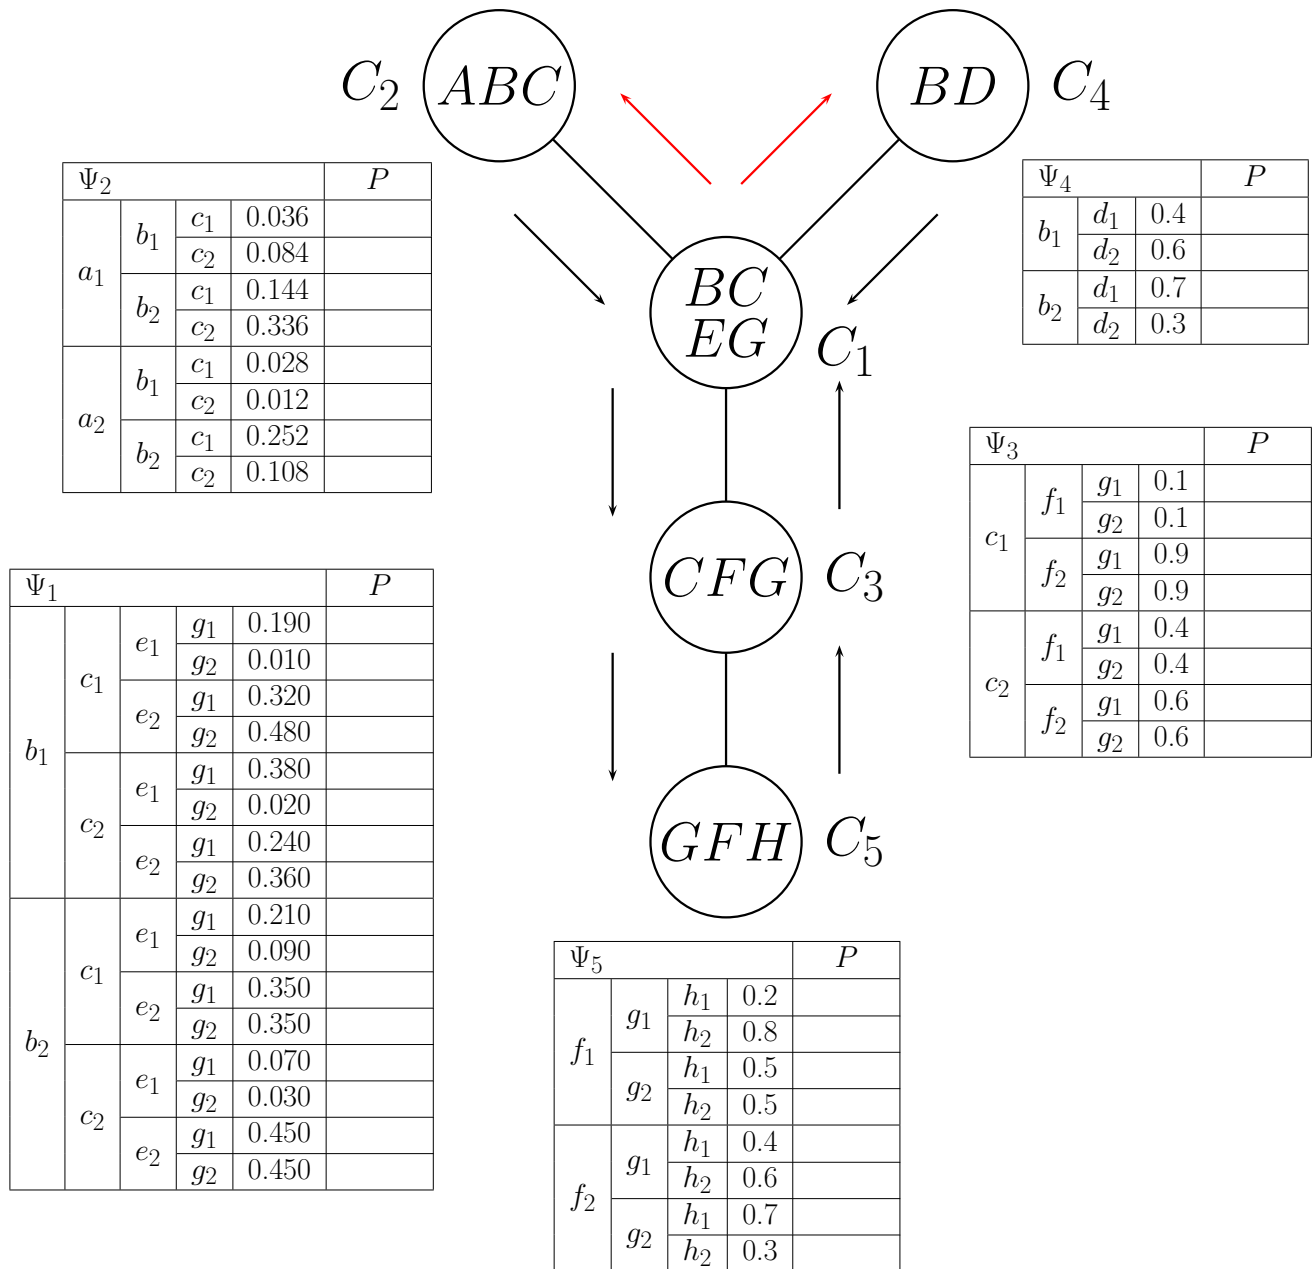 C2 ABC BD C4
Ψ2 P
a1 b1 c1 0.036
c2 0.084
b2 c1 0.144
c2 0.336
a2 b1 c1 0.028
c2 0.012
b2 c1 0.252
c2 0.108
Ψ4 P
b1 d1 0.4
d2 0.6
b2 d1 0.7
d2 0.3
BC
EG
C1
Ψ3 P
c1 f1 g1 0.1
g2 0.1
f2 g1 0.9
g2 0.9
c2 f1 g1 0.4
g2 0.4
f2 g1 0.6
g2 0.6
CFG C3
Ψ1 P
b1 c1 e1 g1 0.190
g2 0.010
e2 g1 0.320
g2 0.480
c2 e1 g1 0.380
g2 0.020
e2 g1 0.240
g2 0.360
b2 c1 e1 g1 0.210
g2 0.090
e2 g1 0.350
g2 0.350
c2 e1 g1 0.070
g2 0.030
e2 g1 0.450
g2 0.450
GFH C5
Ψ5 P
f1 g1 h1 0.2
h2 0.8
g2 h1 0.5
h2 0.5
f2 g1 h1 0.4
h2 0.6
g2 h1 0.7
h2 0.3